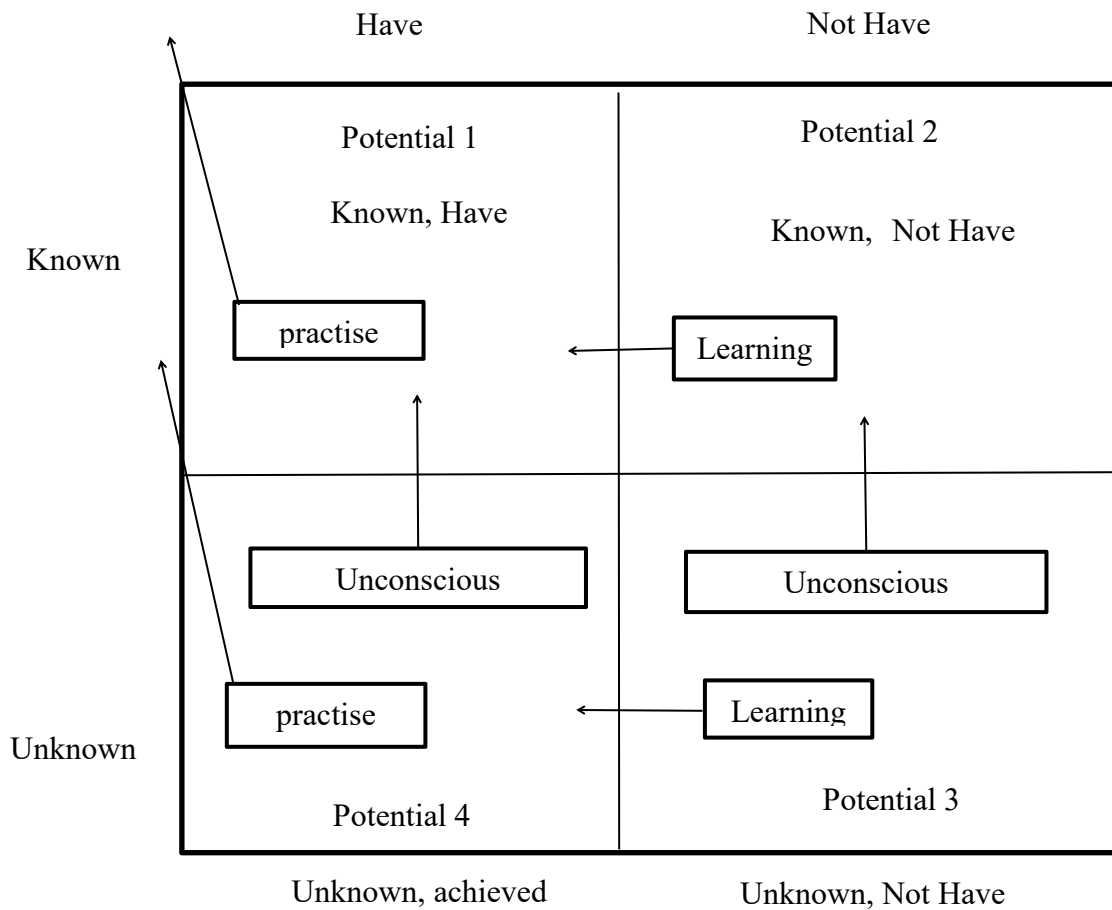 Have
Not Have
Potential 1
Potential 2
Known, Have
Known, Not Have
Known
practise
Learning
Unconscious
Unconscious
practise
Learning
Unknown
Potential 4
Potential 3
Unknown, achieved
Unknown, Not Have